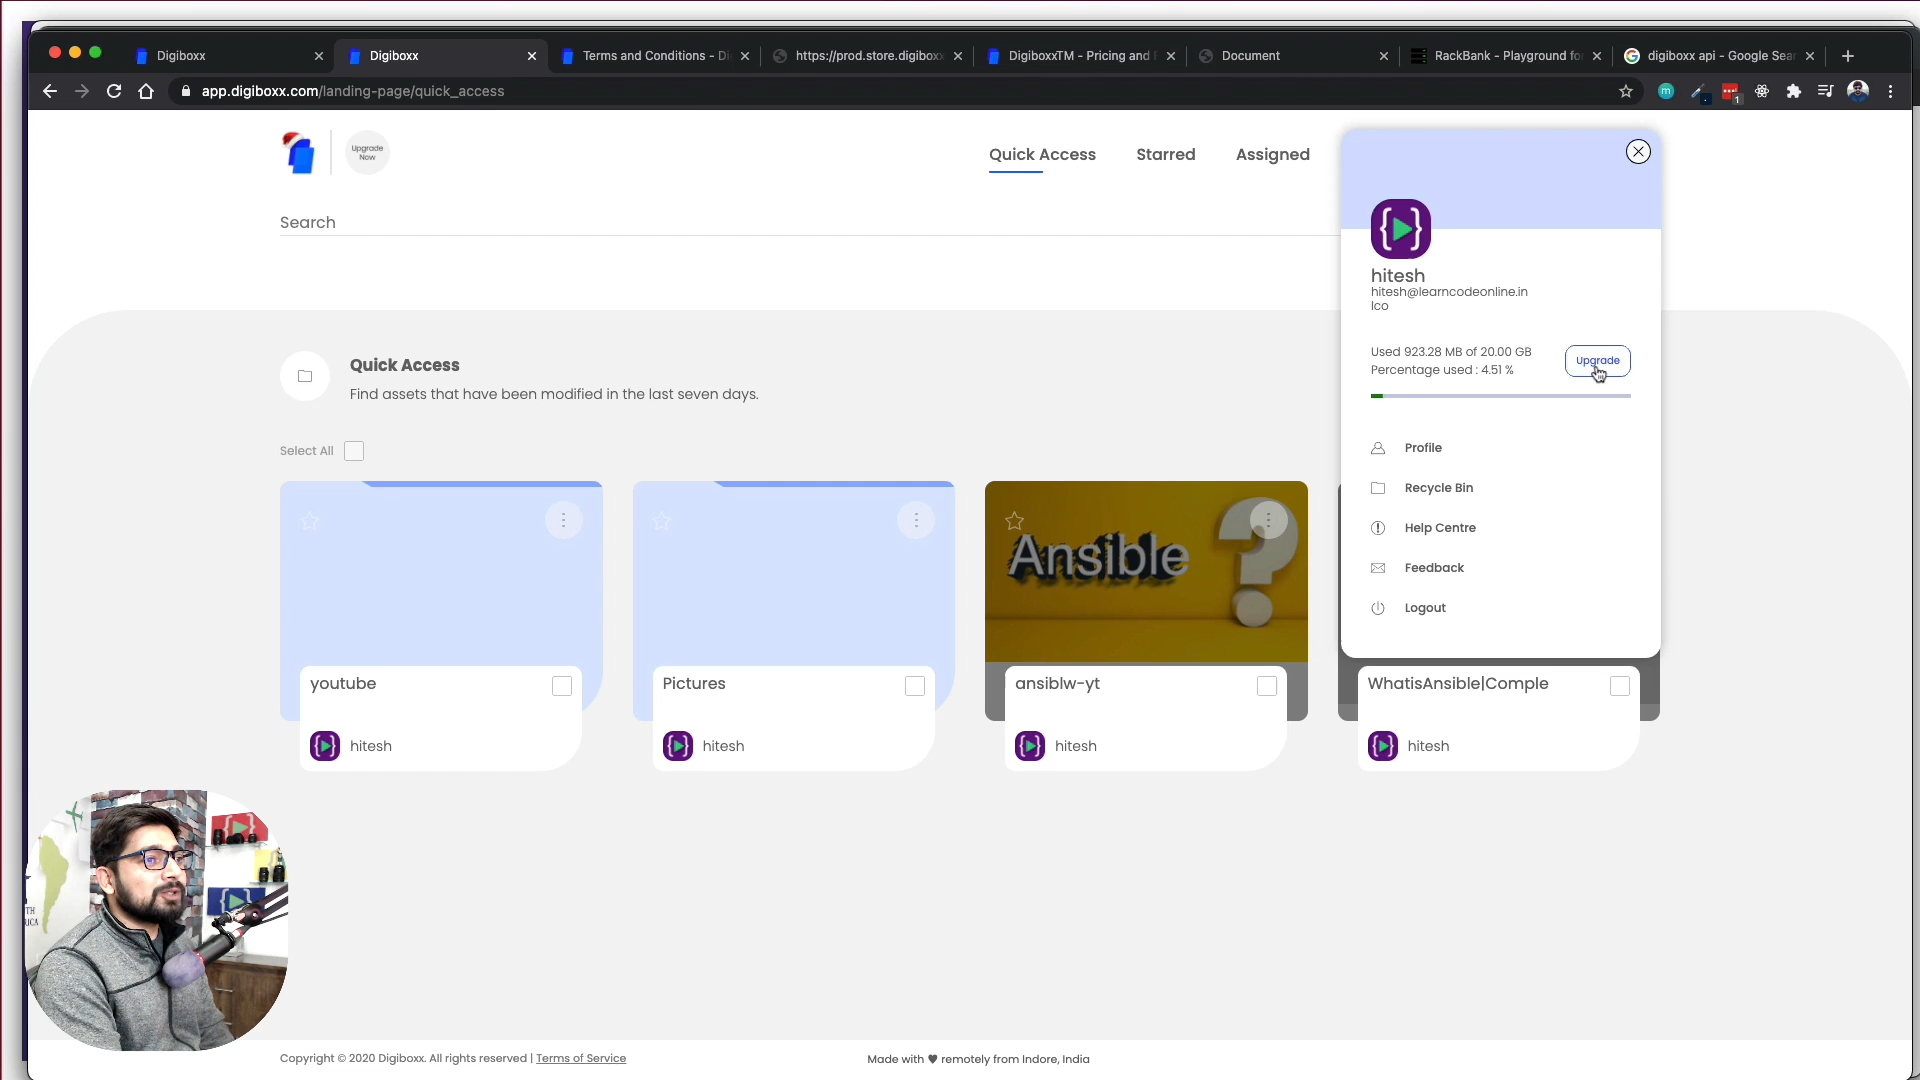 Digiboxx
Digiboxx
Terms and Conditions - Di
https://prod.store.digiboxx
DigiboxxTM - Pricing and
Document
RackBank - Playground fo
digiboxx api - Google Sear
app.digiboxx.com/landing-page/quick_access
m
1
Upgrade
Now
Quick Access
Starred
Assigned
Search
hitesh
hitesh@learncodeonline.in
lco
Used 923.28 MB of 20.00 GB
Percentage used : 4.51 %
Upgrade
Profile
Recycle Bin
Help Centre
Feedback
Logout
Quick Access
Find assets that have been modified in the last seven days.
Select All
Ansible ?
youtube
hitesh
Pictures
hitesh
ansiblw-yt
hitesh
WhatisAnsible|Comple
hitesh
Copyright © 2020 Digiboxx. All rights reserved | Terms of Service
Made with ♥ remotely from Indore, India